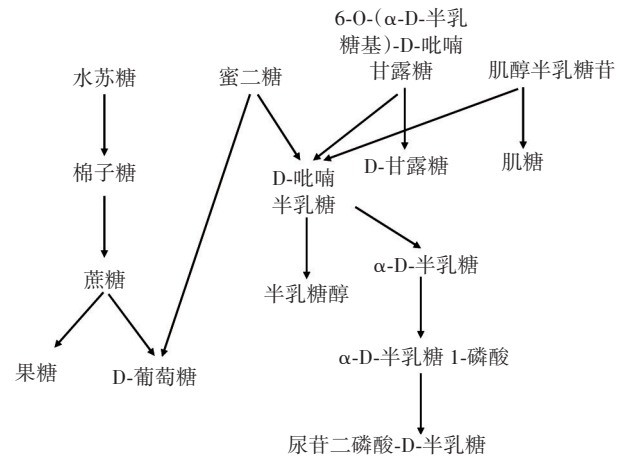 6-O-(α-D-半乳
糖基)-D-吡喃
甘露糖
水苏糖
蜜二糖
肌醇半乳糖苷
棉子糖
D-吡喃
半乳糖
D-甘露糖
肌糖
蔗糖
半乳糖醇
α-D-半乳糖
果糖
D-葡萄糖
α-D-半乳糖 1-磷酸
尿苷二磷酸-D-半乳糖